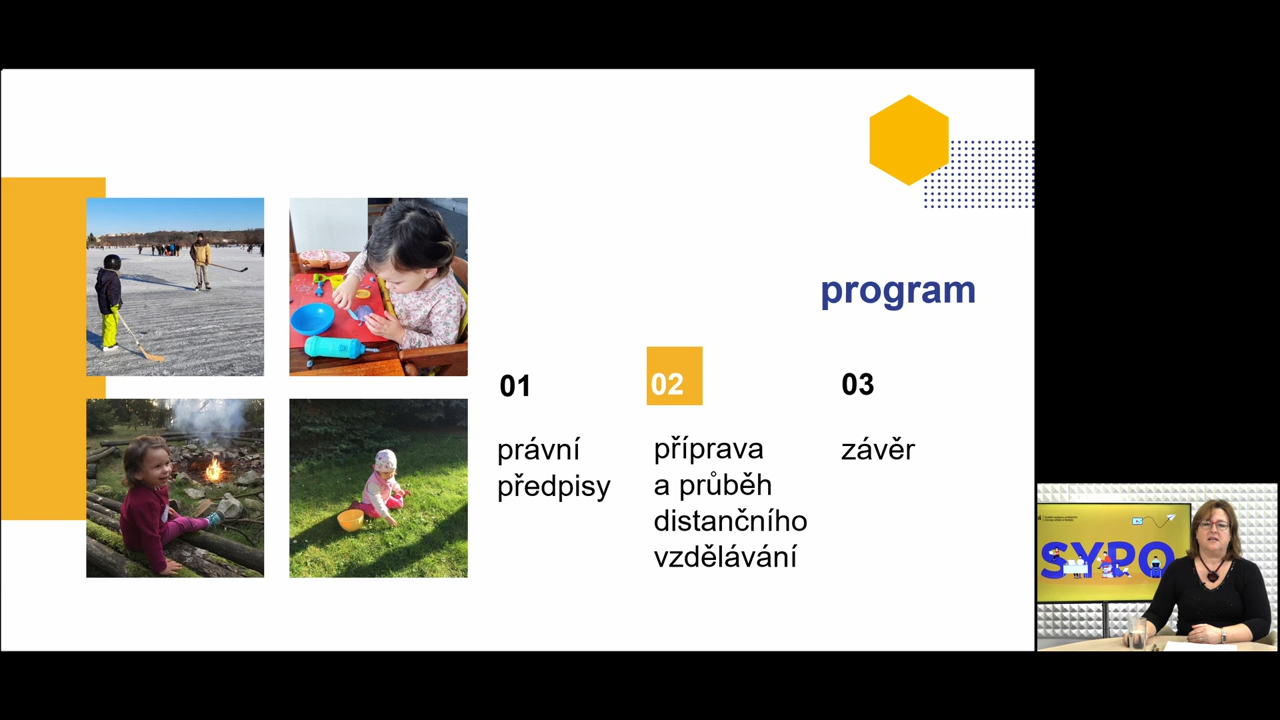 program
01
právní
předpisy
02
příprava
a průběh
distančního
vzdělávání
03
závěr
SYPO